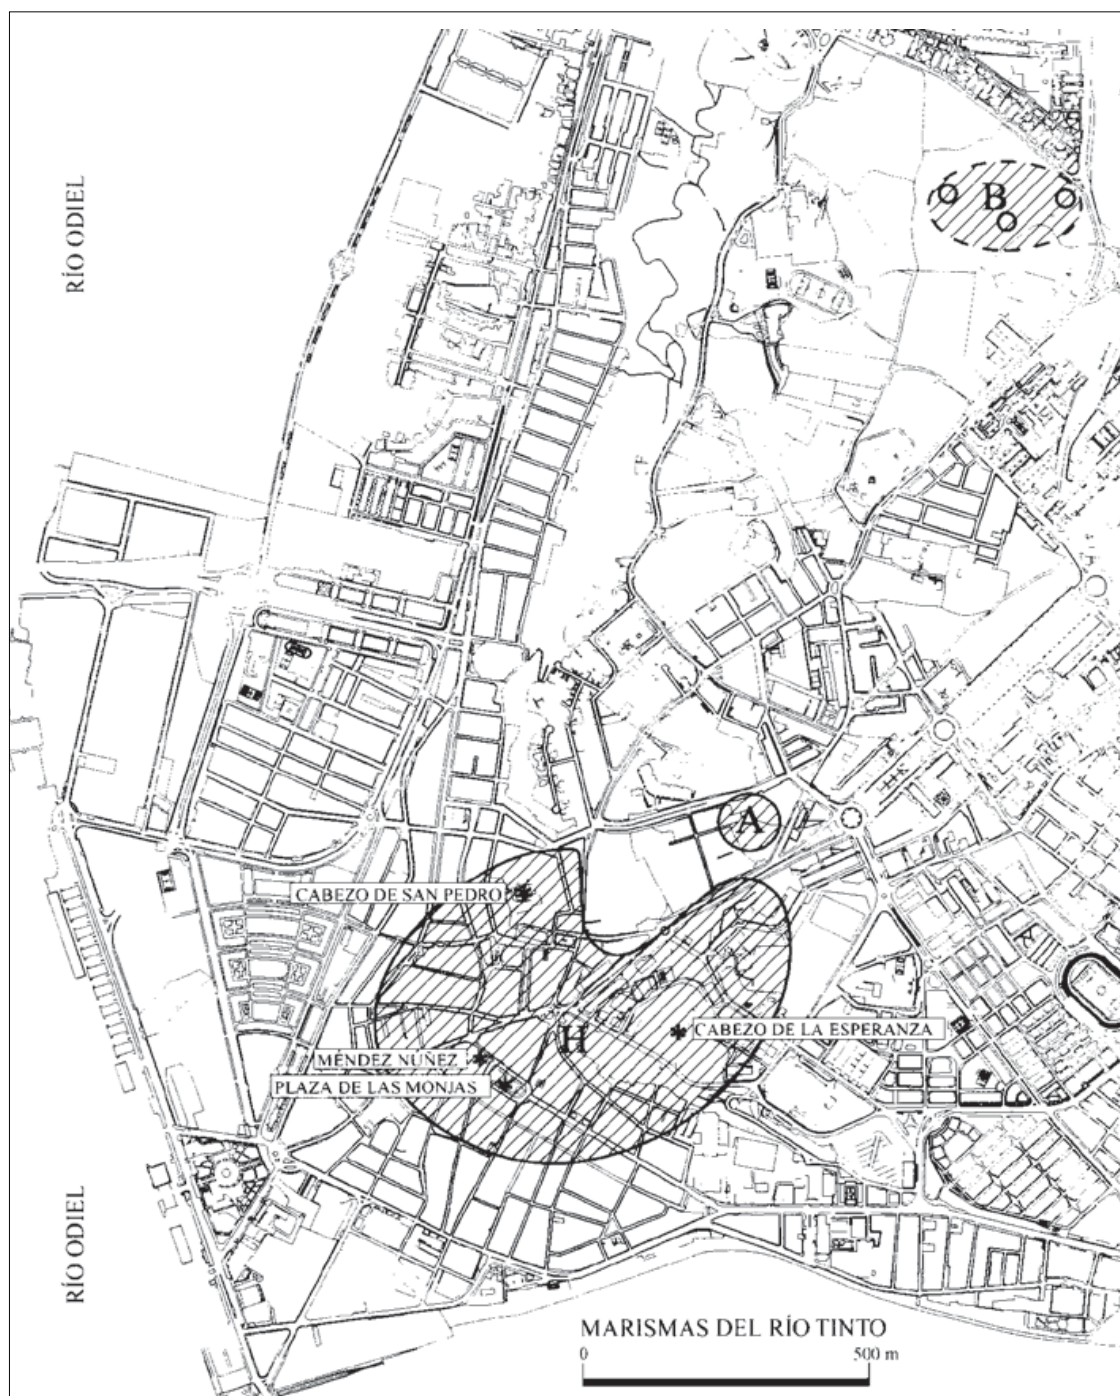 RÍO ODIEL
B
A
CABEZO DE SAN PEDRO
H
CABEZO DE LA ESPERANZA
MÉNDEZ NÚÑEZ
PLAZA DE LAS MONJAS
RÍO ODIEL
MARISMAS DEL RÍO TINTO
0 500 m